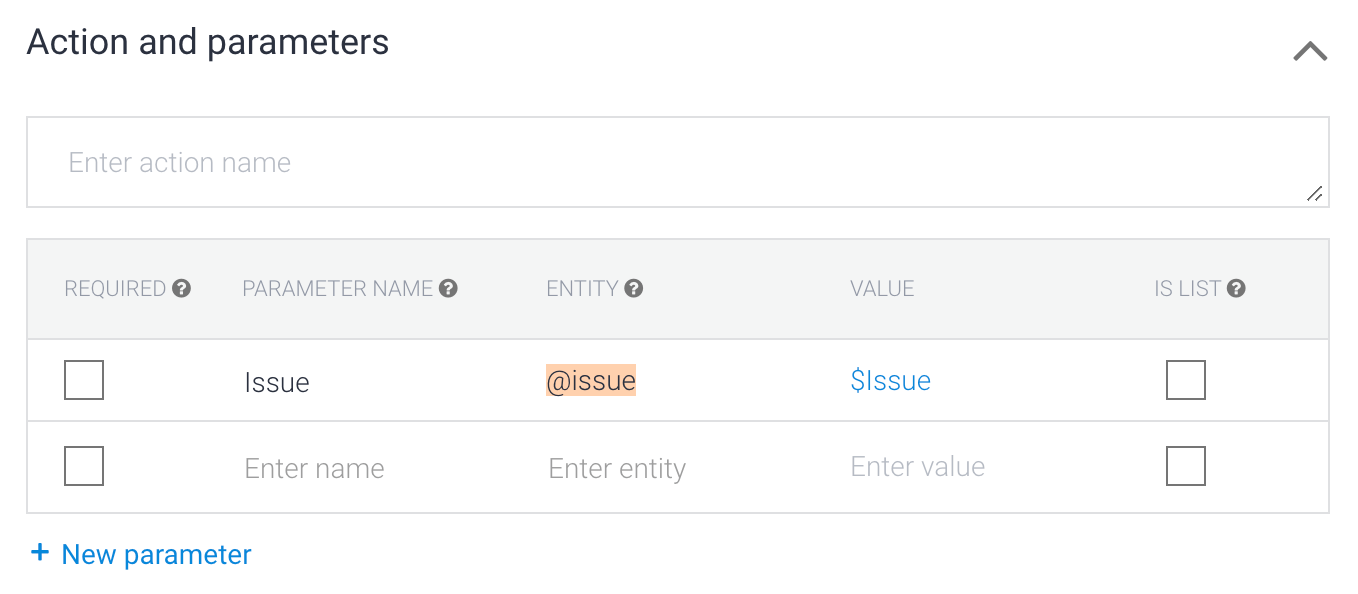 Action and parameters
Enter action name
REQUIRED PARAMETER NAME ENTITY VALUE IS LIST
Issue @issue $Issue
Enter name Enter entity Enter value
+ New parameter